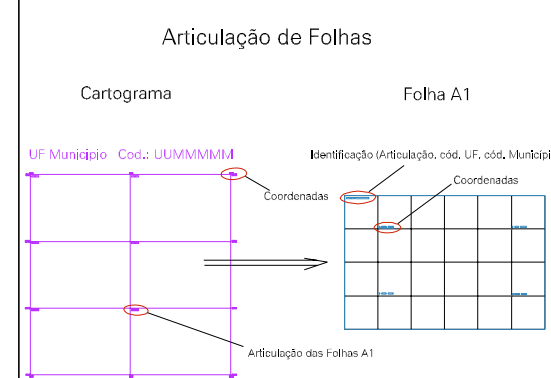 Articulação de Folhas
Cartograma
Folha A1
UF Município Cod.: UUMMMMM
Identificação (Articulação, cód. UF, cód. Municípi
Coordenadas
Coordenadas
Articulação das Folhas A1